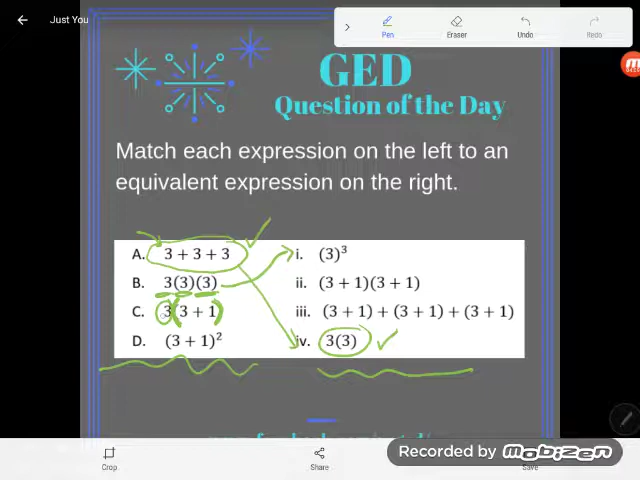 Just You
Pen
Eraser
Undo
Redo
GED
Question of the Day
Match each expression on the left to an
equivalent expression on the right.
A. 3 + 3 + 3
i. (3)³
B. 3(3)(3)
ii. (3 + 1)(3 + 1)
C. 3(3 + 1)
iii. (3 + 1) + (3 + 1) + (3 + 1)
D. (3 + 1)²
iv. 3(3)
Crop
Share
Save
Recorded by Mobizen